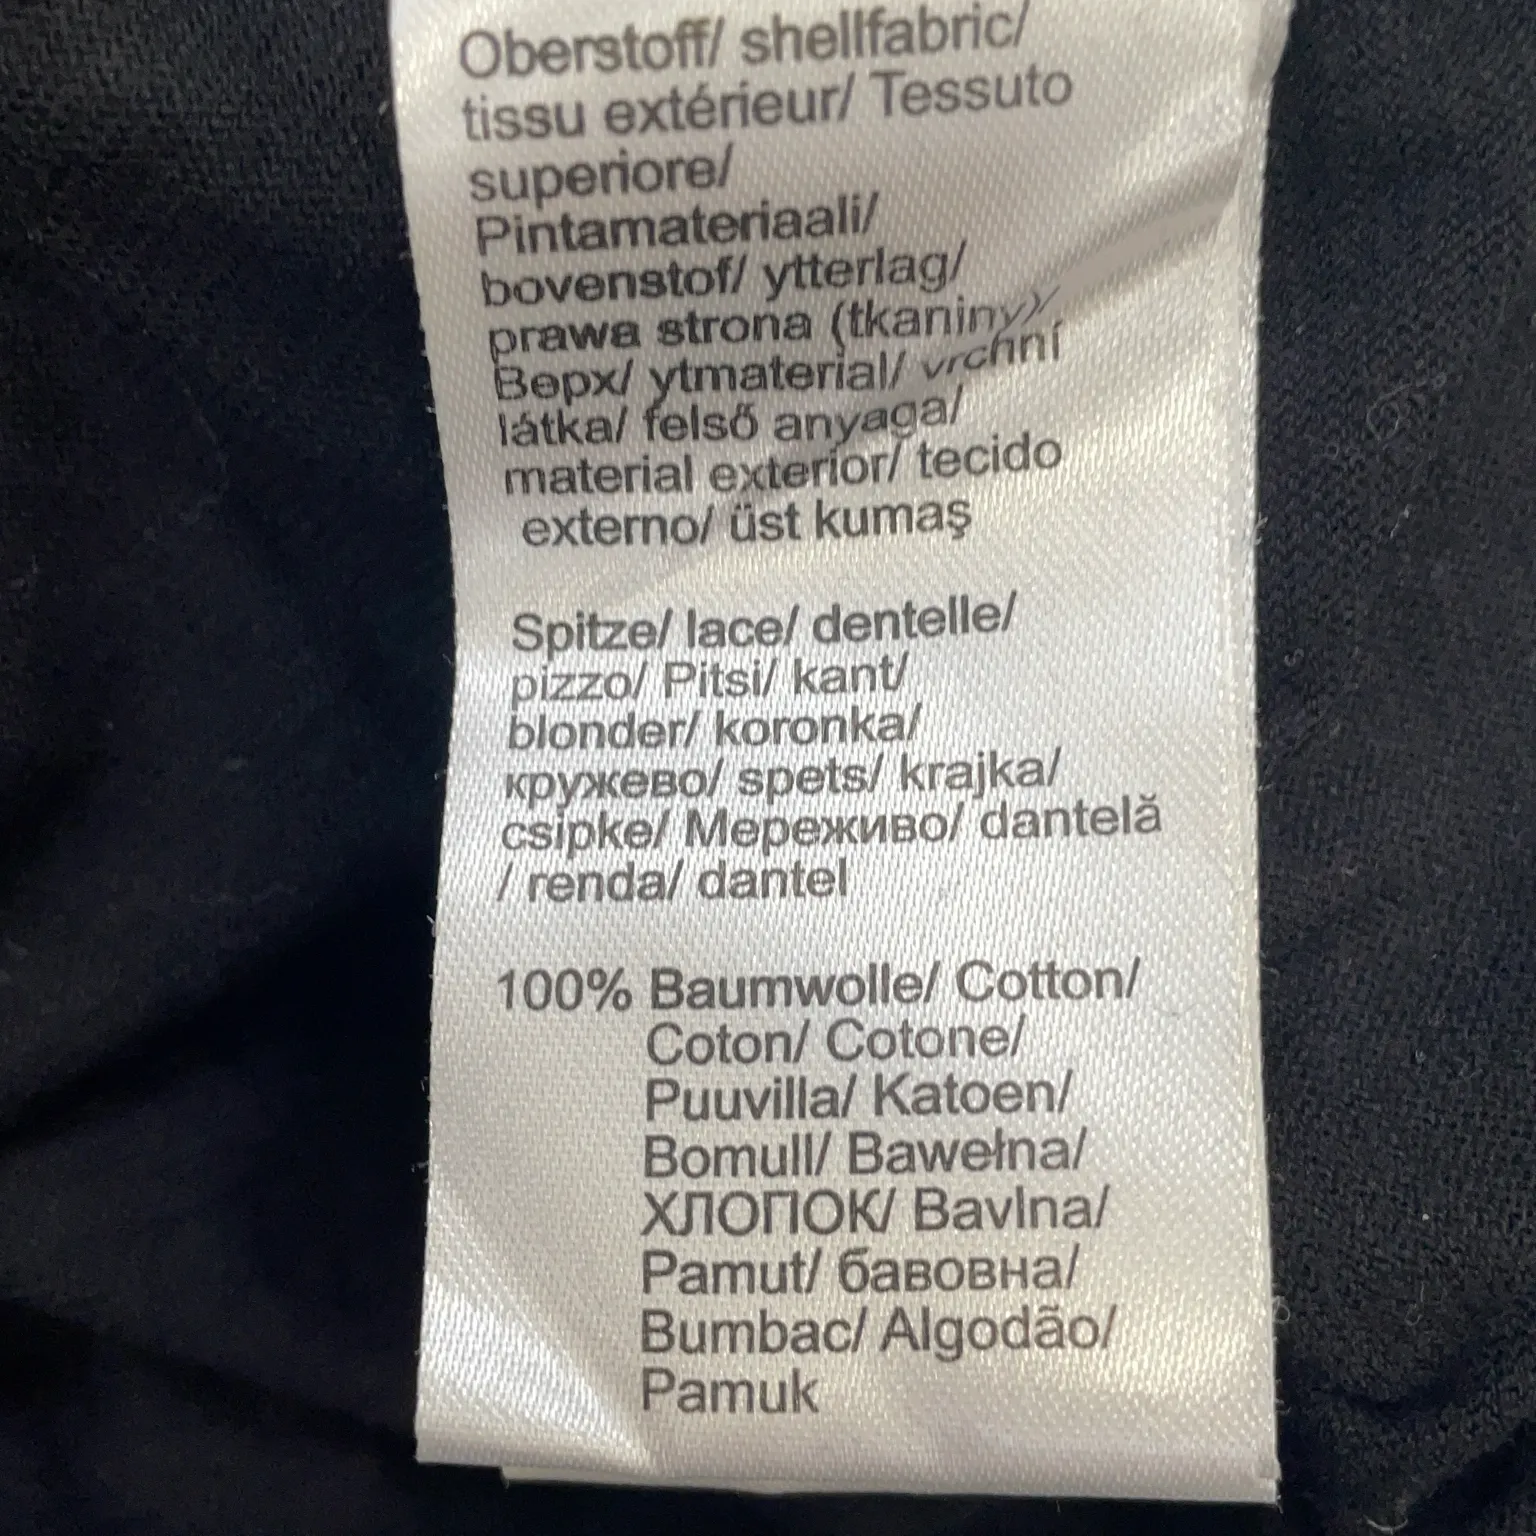 Oberstoff/ shellfabric/
tissu extérieur/ Tessuto
superiore/
Pintamateriaali/
bovenstof/ ytterlag/
prawa strona (tkaniny)/
Верх/ ytmaterial/ vrchní
látka/ felső anyaga/
material exterior/ tecido
externo/ üst kumaş
Spitze/ lace/ dentelle/
pizzo/ Pitsi/ kant/
blonder/ koronka/
кружево/ spets/ krajka/
csipke/ Мереживо/ dantelă
/ renda/ dantel
100% Baumwolle/ Cotton/
Coton/ Cotone/
Puuvilla/ Katoen/
Bomull/ Bawełna/
ХЛОПОК/ Bavlna/
Pamut/ бавовна/
Bumbac/ Algodão/
Pamuk